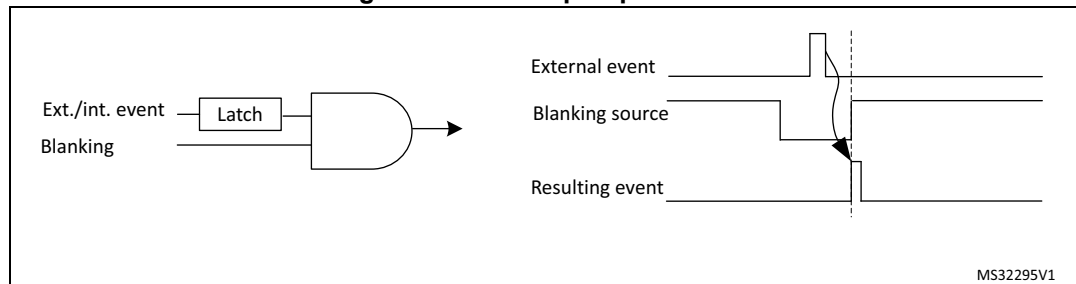 Ext./int. event
Latch
Blanking
External event
Blanking source
Resulting event
MS32295V1